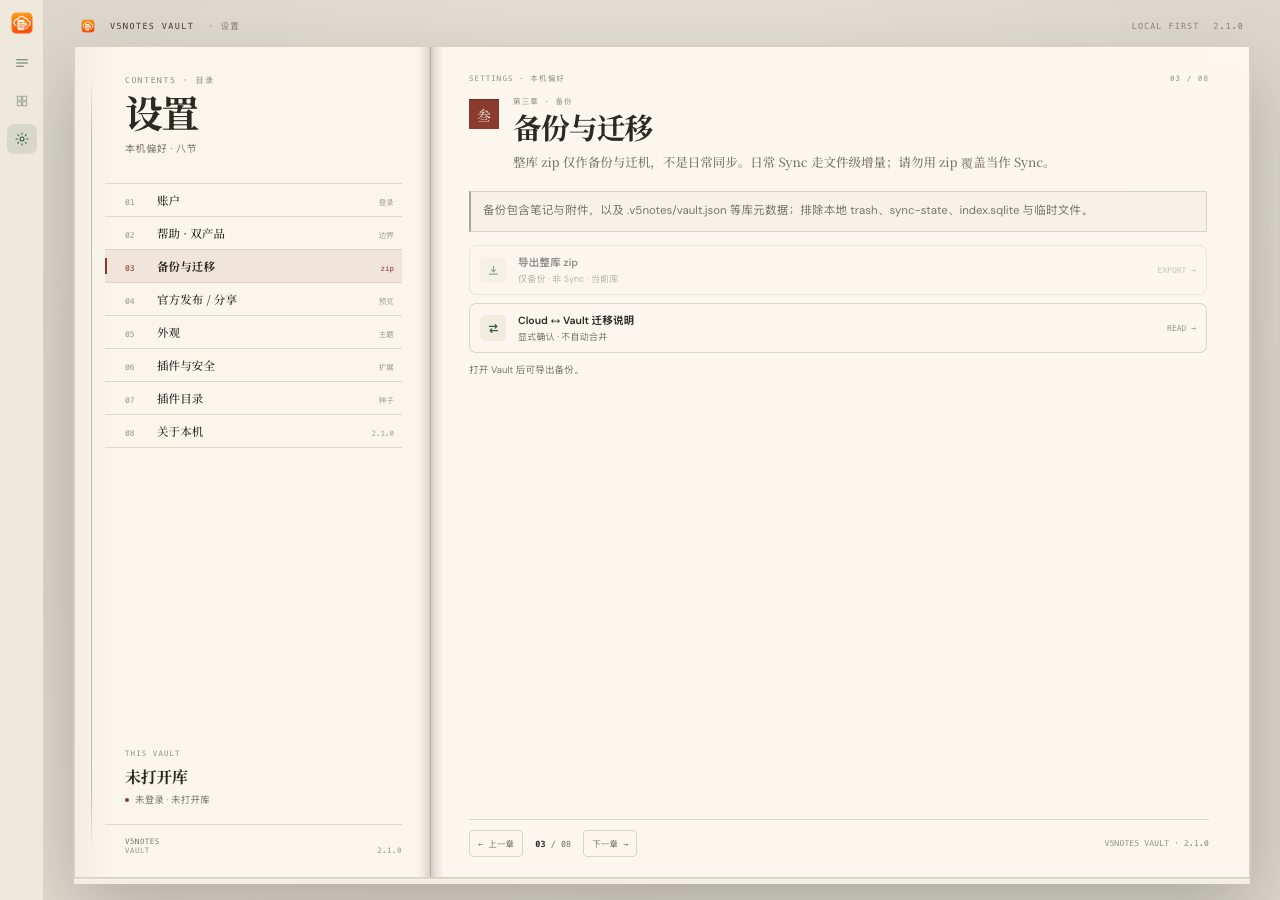 V5NOTES VAULT · 设置
LOCAL FIRST 2.1.0
CONTENTS · 目录
设置
本机偏好 · 八节
01 账户 登录
02 帮助 · 双产品 边界
03 备份与迁移 zip
04 官方发布 / 分享 预览
05 外观 主题
06 插件与安全 扩展
07 插件目录 种子
08 关于本机 2.1.0
THIS VAULT
未打开库
未登录 · 未打开库
V5NOTES
VAULT
2.1.0
SETTINGS · 本机偏好
03 / 08
叁
第三章 · 备份
备份与迁移
整库 zip 仅作备份与迁机，不是日常同步。日常 Sync 走文件级增量；请勿用 zip 覆盖当作 Sync。
备份包含笔记与附件，以及 .v5notes/vault.json 等库元数据；排除本地 trash、sync-state、index.sqlite 与临时文件。
导出整库 zip
仅备份 · 非 Sync · 当前库
EXPORT →
Cloud ↔ Vault 迁移说明
显式确认 · 不自动合并
READ →
打开 Vault 后可导出备份。
← 上一章 03 / 08 下一章 →
V5NOTES VAULT · 2.1.0